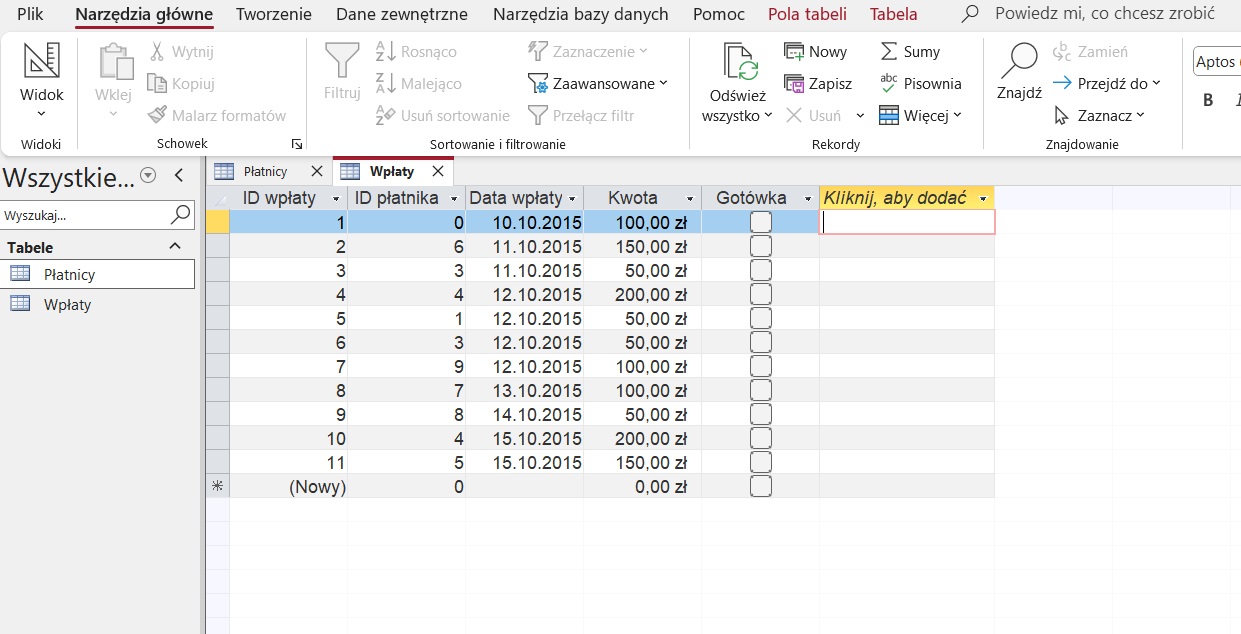 Plik Narzędzia główne Tworzenie Dane zewnętrzne Narzędzia bazy danych Pomoc Pola tabeli Tabela Powiedz mi, co chcesz zrobić
Widok
Widoki
Wklej
Wytnij
Kopiuj
Malarz formatów
Schowek
Filtruj
Rosnąco
Malejąco
Usuń sortowanie
Zaznaczenie
Zaawansowane
Przełącz filtr
Sortowanie i filtrowanie
Odśwież
wszystko
Nowy
Zapisz
Usuń
Sumy
Pisownia
Więcej
Rekordy
Znajdź
Zamień
Przejdź do
Zaznacz
Znajdowanie
Aptos
B
Wszystkie...
Wyszukaj...
Tabele
Płatnicy
Wpłaty
Płatnicy Wpłaty
ID wpłaty ID płatnika Data wpłaty Kwota Gotówka Kliknij, aby dodać
1 0 10.10.2015 100,00 zł
2 6 11.10.2015 150,00 zł
3 3 11.10.2015 50,00 zł
4 4 12.10.2015 200,00 zł
5 1 12.10.2015 50,00 zł
6 3 12.10.2015 50,00 zł
7 9 12.10.2015 100,00 zł
8 7 13.10.2015 100,00 zł
9 8 14.10.2015 50,00 zł
10 4 15.10.2015 200,00 zł
11 5 15.10.2015 150,00 zł
(Nowy) 0 0,00 zł